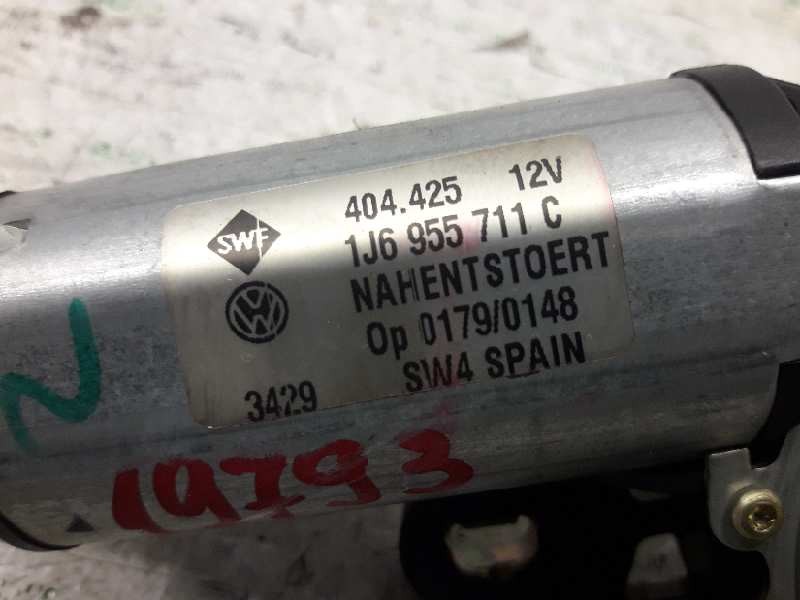 404.425 12V
SWF 1J6 955 711 C
NAHENTSTOERT
Op 0179/0148
3429 SW4 SPAIN
N
19793